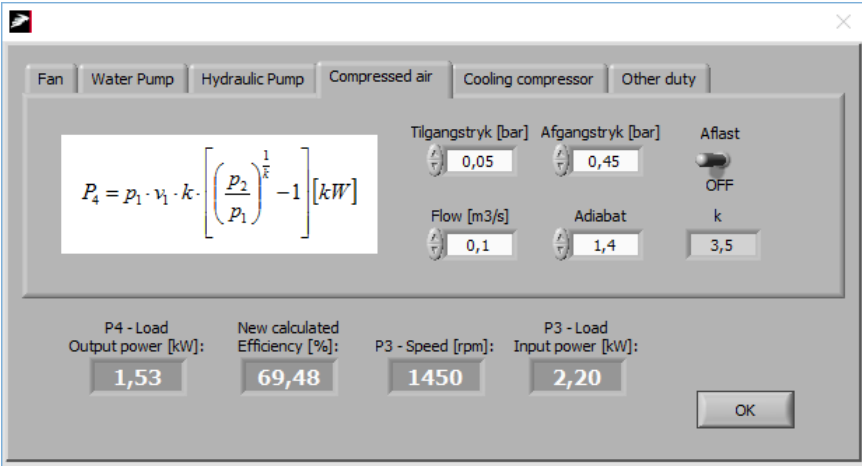 Fan Water Pump Hydraulic Pump Compressed air Cooling compressor Other duty
P₄ = p₁ · v₁ · k · [(p₂/p₁)^(1/k) − 1] [kW]
Tilgangstryk [bar] Afgangstryk [bar] Aflast
0,05 0,45 OFF
Flow [m3/s] Adiabat k
0,1 1,4 3,5
P4 - Load New calculated P3 - Load
Output power [kW]: Efficiency [%]: P3 - Speed [rpm]: Input power [kW]:
1,53 69,48 1450 2,20
OK